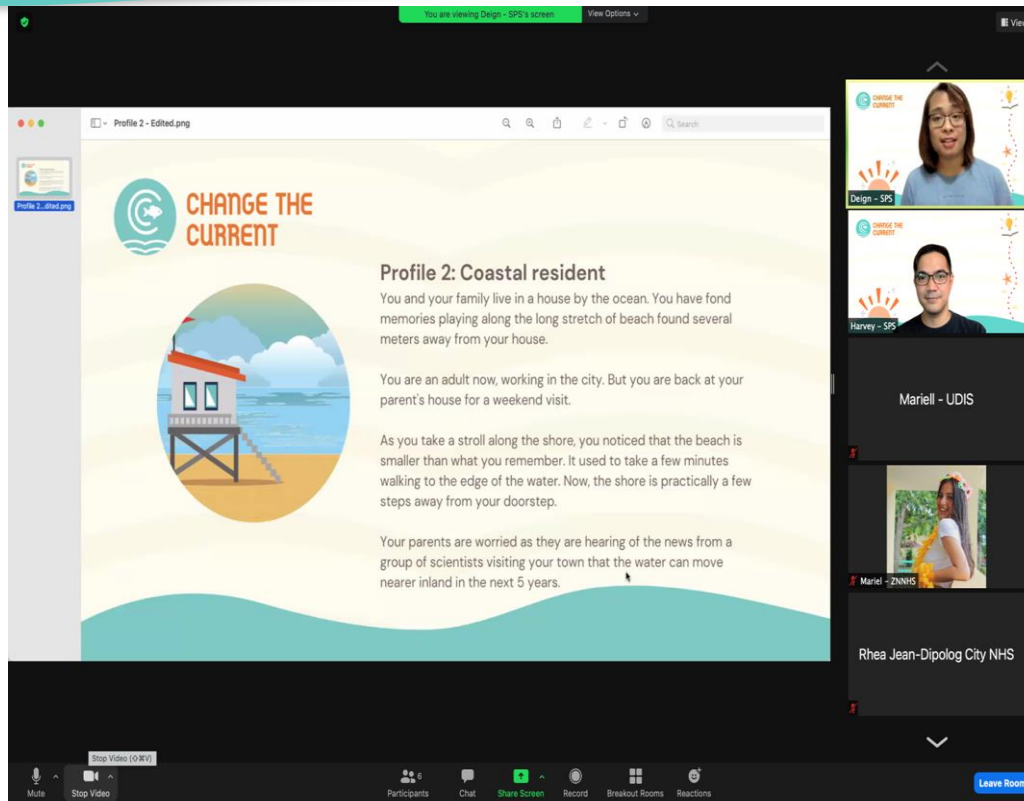 You are viewing Deign - SPS's screen
View Options
View
Profile 2 - Edited.png
Search
Profile 2...dited.png
CHANGE THE
CURRENT
Profile 2: Coastal resident
You and your family live in a house by the ocean. You have fond
memories playing along the long stretch of beach found several
meters away from your house.
You are an adult now, working in the city. But you are back at your
parent's house for a weekend visit.
As you take a stroll along the shore, you noticed that the beach is
smaller than what you remember. It used to take a few minutes
walking to the edge of the water. Now, the shore is practically a few
steps away from your doorstep.
Your parents are worried as they are hearing of the news from a
group of scientists visiting your town that the water can move
nearer inland in the next 5 years.
CHANGE THE
CURRENT
Deign - SPS
CHANGE THE
CURRENT
Harvey - SPS
Mariell - UDIS
Mariel - ZNNHS
Rhea Jean-Dipolog City NHS
Stop Video (⇧⌘V)
Mute
Stop Video
6
Participants
Chat
Share Screen
Record
Breakout Rooms
Reactions
Leave Room